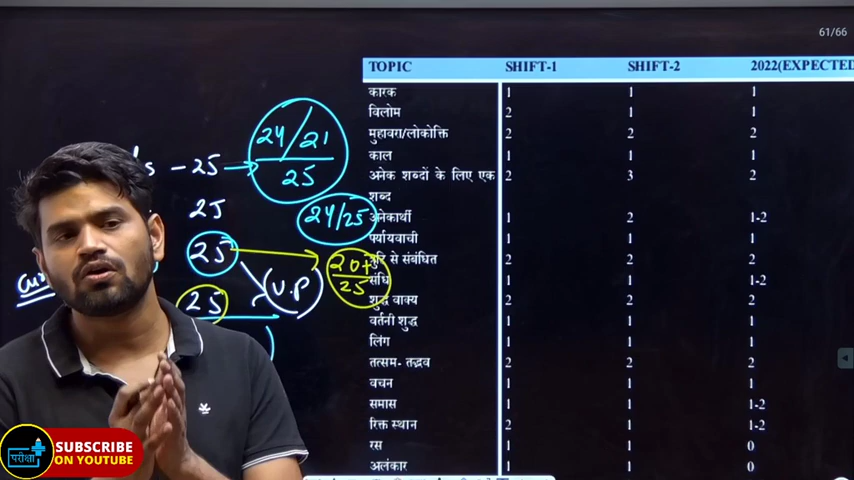 61/66
TOPIC SHIFT-1 SHIFT-2 2022(EXPECTED
कारक 1 1 1
विलोम 2 1 1
मुहावरा/लोकोक्ति 2 2 2
काल 1 1 1
अनेक शब्दों के लिए एक 2 3 2
शब्द
अनेकार्थी 1 2 1-2
पर्यायवाची 1 1 1
से संबंधित 2 2 2
संधि 1 1 1-2
शुद्ध वाक्य 2 2 2
वर्तनी शुद्ध 1 1 1
लिंग 1 1 1
तत्सम- तद्भव 2 2 2
वचन 1 1 1
समास 1 1 1-2
रिक्त स्थान 2 1 1-2
रस 1 1 0
अलंकार 1 1 0
- 25
24/21
25
25
24/25
25
20+
25
U.P
25
परीक्षा
SUBSCRIBE
ON YOUTUBE